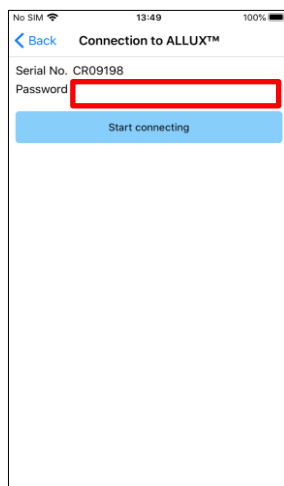 No SIM 13:49 100%
Back Connection to ALLUX™
Serial No. CR09198
Password
Start connecting